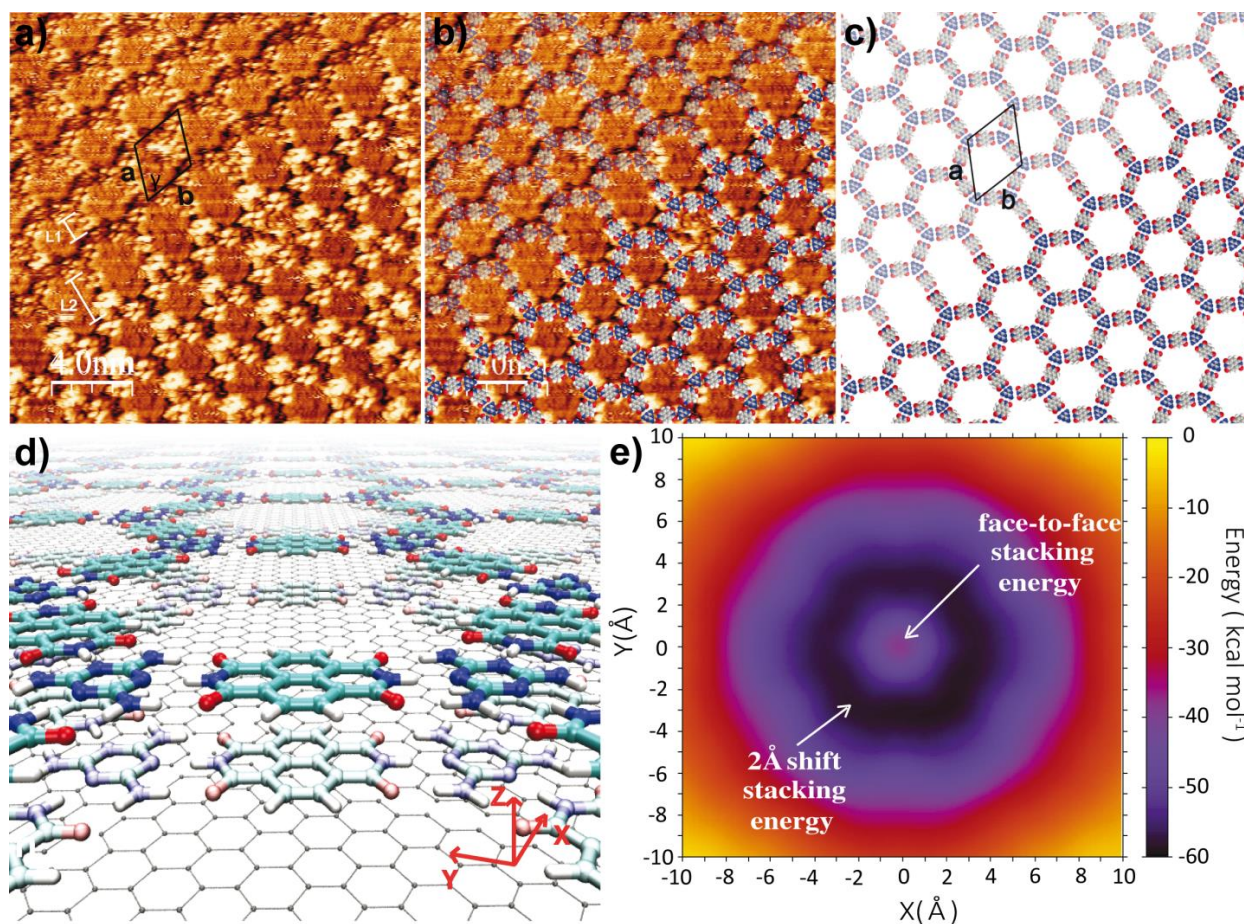 a)
a
γ
b
L1
L2
4.0nm
b)
c)
a
b
d)
Z
X
Y
e)
face-to-face
stacking
energy
2Å shift
stacking
energy
Y(Å)
10
8
6
4
2
0
-2
-4
-6
-8
-10
-10 -8 -6 -4 -2 0 2 4 6 8 10
X(Å)
0
-10
-20
-30
-40
-50
-60
Energy ( kcal mol⁻¹)